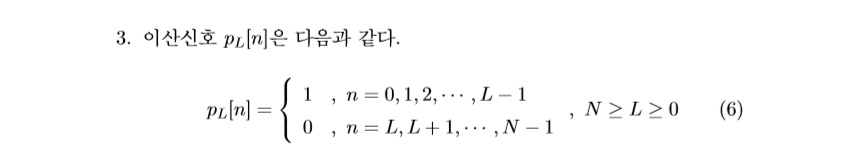 3. 이산신호 p_L[n]은 다음과 같다.
p_L[n] = { 1 , n = 0, 1, 2, ⋯ , L − 1
0 , n = L, L + 1, ⋯ , N − 1 , N ≥ L ≥ 0 (6)